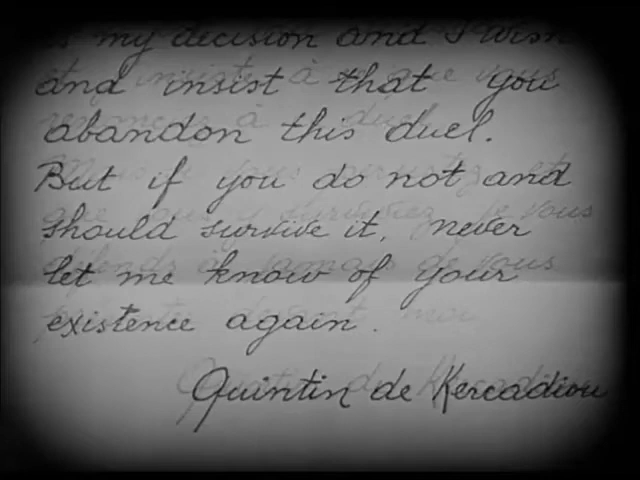 is my decision and I wish
and insist that you
abandon this duel.
But if you do not and
should survive it, never
let me know of your
existence again.
Quintin de Kercadiou